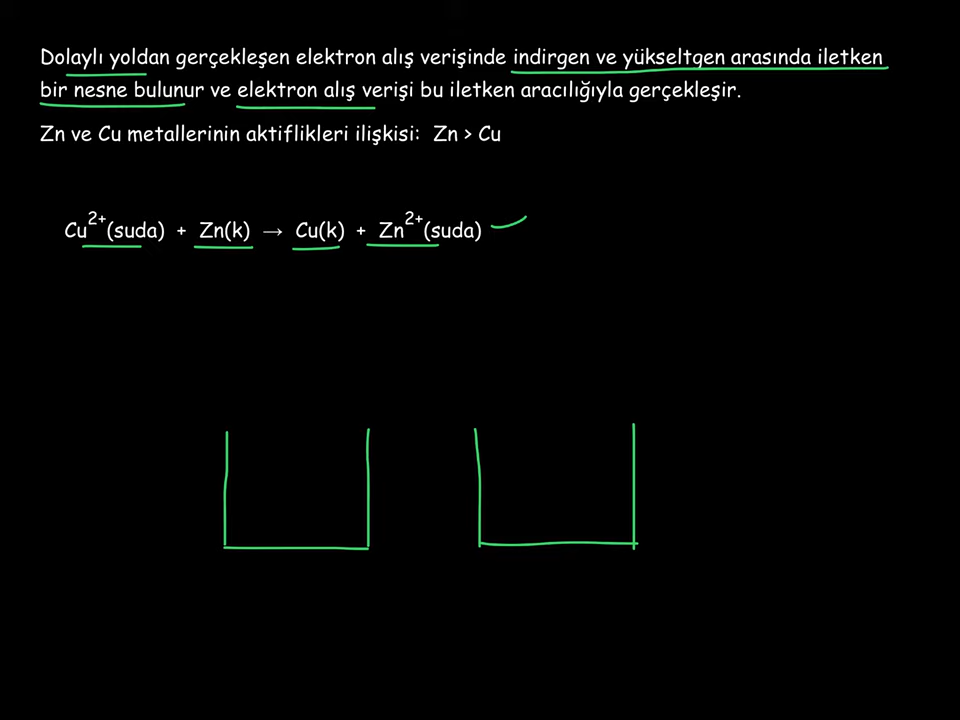 Dolaylı yoldan gerçekleşen elektron alış verişinde indirgen ve yükseltgen arasında iletken
bir nesne bulunur ve elektron alış verişi bu iletken aracılığıyla gerçekleşir.
Zn ve Cu metallerinin aktiflikleri ilişkisi: Zn > Cu
Cu²⁺(suda) + Zn(k) → Cu(k) + Zn²⁺(suda)